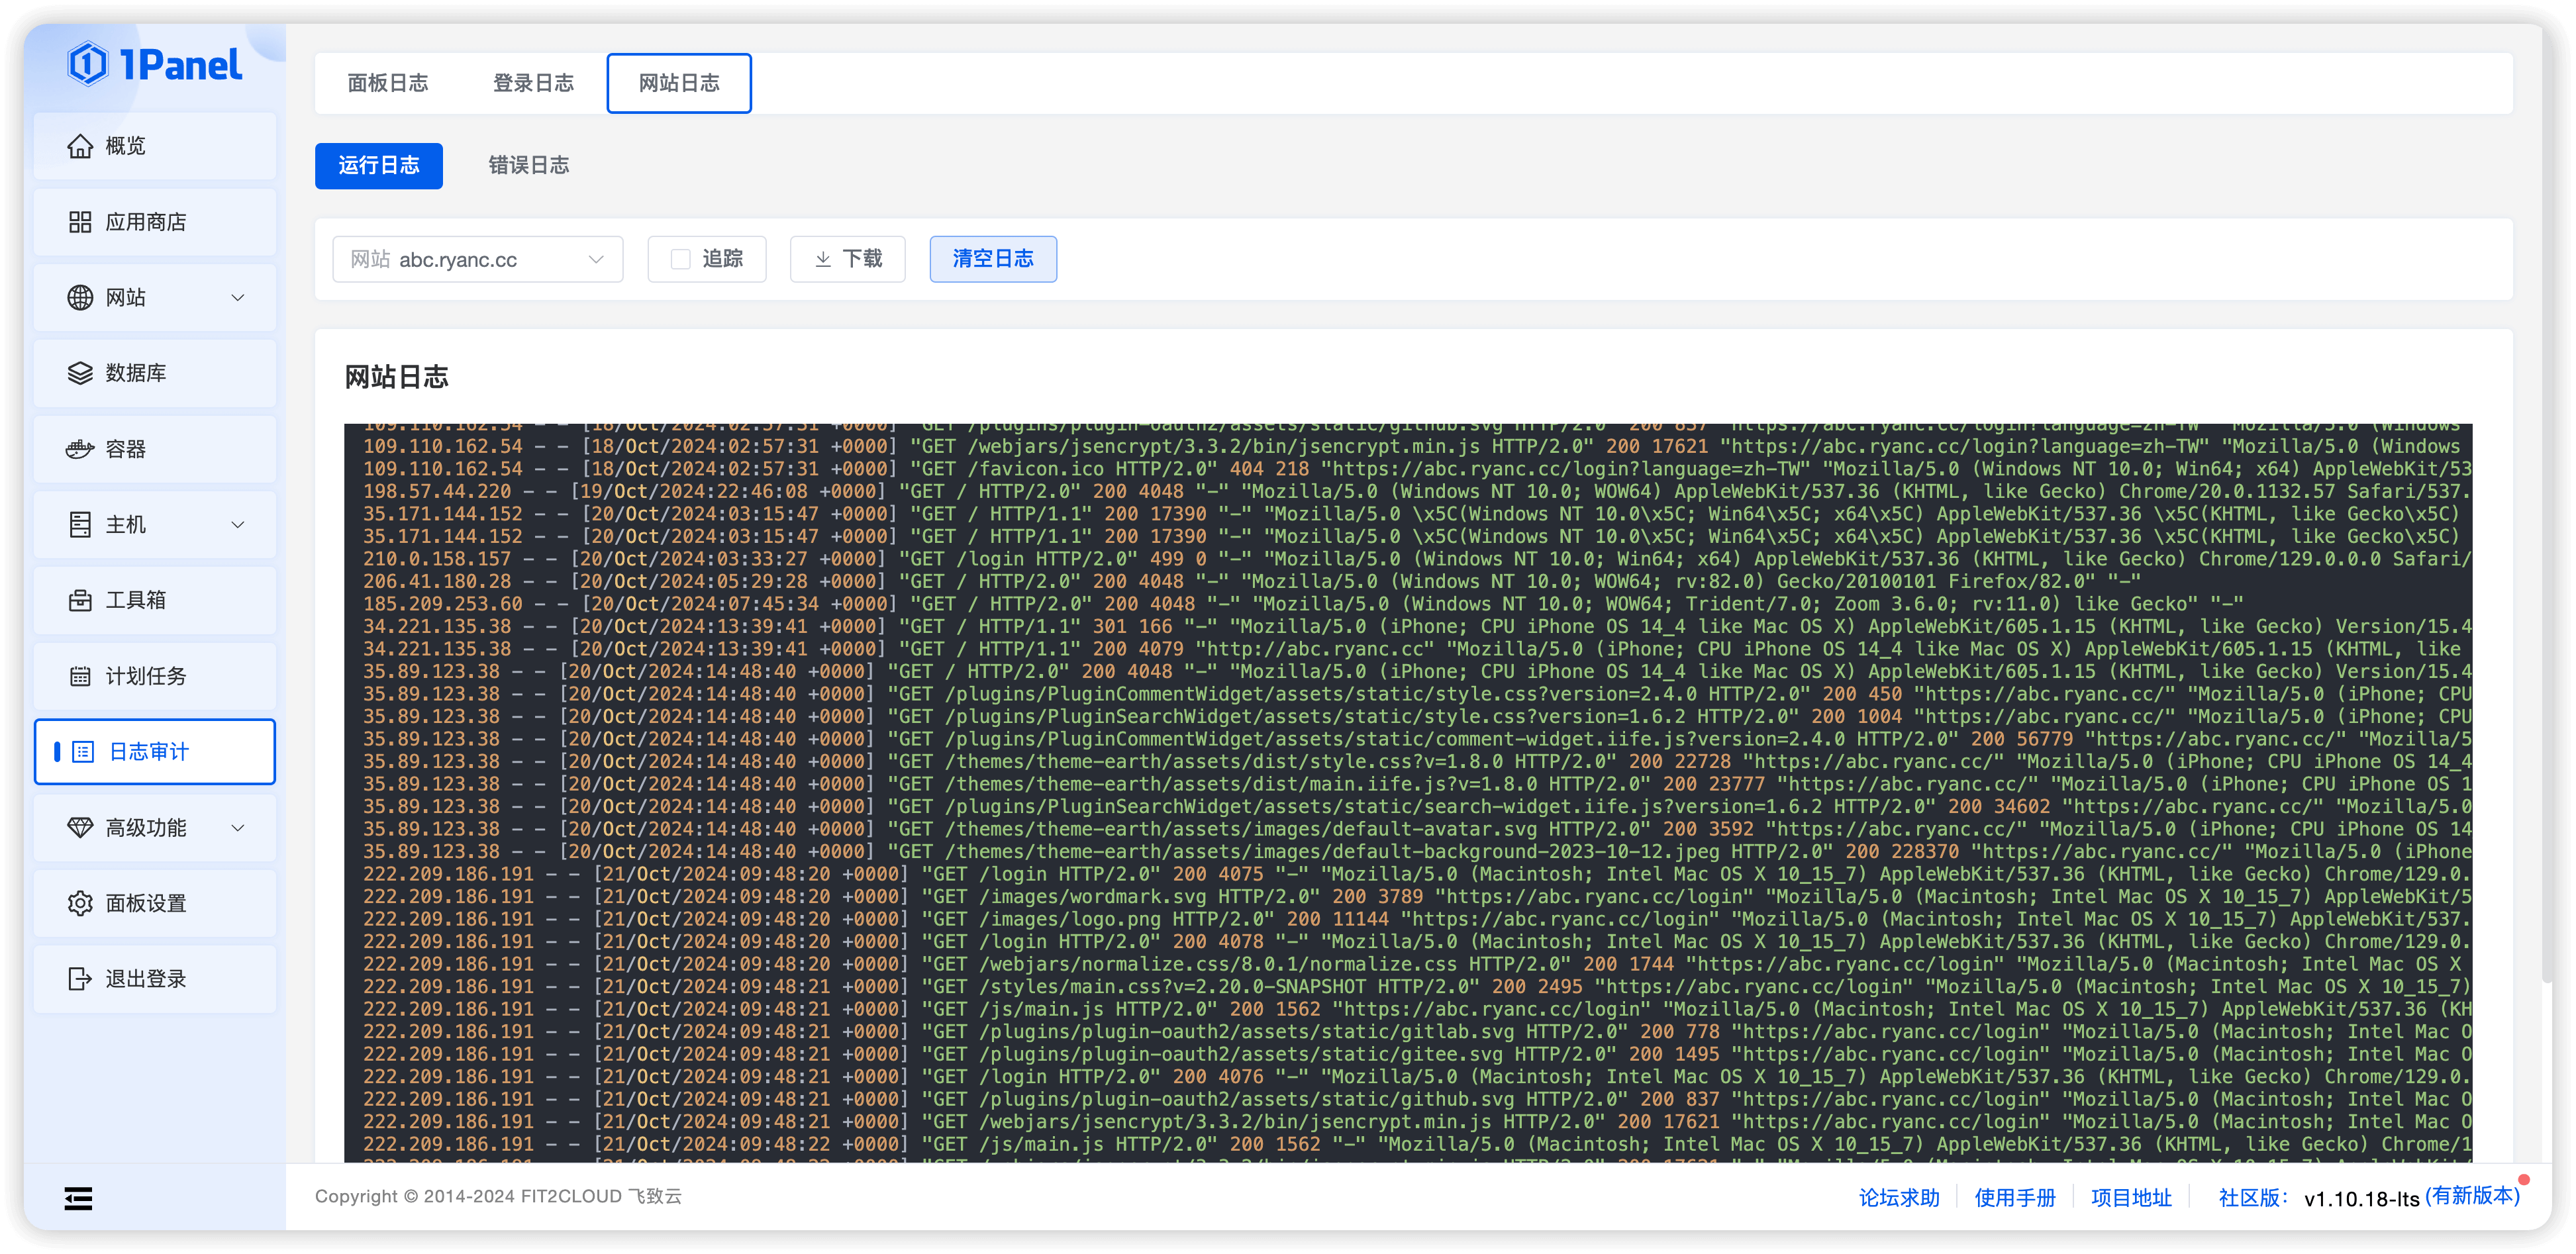 1Panel
概览
应用商店
网站
数据库
容器
主机
工具箱
计划任务
日志审计
高级功能
面板设置
退出登录
面板日志 登录日志 网站日志
运行日志 错误日志
网站 abc.ryanc.cc 追踪 下载 清空日志
网站日志
109.110.162.54 - - [18/Oct/2024:02:57:31 +0000] "GET /plugins/plugin-oauth2/assets/static/github.svg HTTP/2.0" 200 837 "https://abc.ryanc.cc/login?language=zh-TW" "Mozilla/5.0 (Windows
109.110.162.54 - - [18/Oct/2024:02:57:31 +0000] "GET /webjars/jsencrypt/3.3.2/bin/jsencrypt.min.js HTTP/2.0" 200 17621 "https://abc.ryanc.cc/login?language=zh-TW" "Mozilla/5.0 (Windows
109.110.162.54 - - [18/Oct/2024:02:57:31 +0000] "GET /favicon.ico HTTP/2.0" 404 218 "https://abc.ryanc.cc/login?language=zh-TW" "Mozilla/5.0 (Windows NT 10.0; Win64; x64) AppleWebKit/53
198.57.44.220 - - [19/Oct/2024:22:46:08 +0000] "GET / HTTP/2.0" 200 4048 "-" "Mozilla/5.0 (Windows NT 10.0; WOW64) AppleWebKit/537.36 (KHTML, like Gecko) Chrome/20.0.1132.57 Safari/537.
35.171.144.152 - - [20/Oct/2024:03:15:47 +0000] "GET / HTTP/1.1" 200 17390 "-" "Mozilla/5.0 \x5C(Windows NT 10.0\x5C; Win64\x5C; x64\x5C) AppleWebKit/537.36 \x5C(KHTML, like Gecko\x5C)
35.171.144.152 - - [20/Oct/2024:03:15:47 +0000] "GET / HTTP/1.1" 200 17390 "-" "Mozilla/5.0 \x5C(Windows NT 10.0\x5C; Win64\x5C; x64\x5C) AppleWebKit/537.36 \x5C(KHTML, like Gecko\x5C)
210.0.158.157 - - [20/Oct/2024:03:33:27 +0000] "GET /login HTTP/2.0" 499 0 "-" "Mozilla/5.0 (Windows NT 10.0; Win64; x64) AppleWebKit/537.36 (KHTML, like Gecko) Chrome/129.0.0.0 Safari/
206.41.180.28 - - [20/Oct/2024:05:29:28 +0000] "GET / HTTP/2.0" 200 4048 "-" "Mozilla/5.0 (Windows NT 10.0; WOW64; rv:82.0) Gecko/20100101 Firefox/82.0" "-"
185.209.253.60 - - [20/Oct/2024:07:45:34 +0000] "GET / HTTP/2.0" 200 4048 "-" "Mozilla/5.0 (Windows NT 10.0; WOW64; Trident/7.0; Zoom 3.6.0; rv:11.0) like Gecko" "-"
34.221.135.38 - - [20/Oct/2024:13:39:41 +0000] "GET / HTTP/1.1" 301 166 "-" "Mozilla/5.0 (iPhone; CPU iPhone OS 14_4 like Mac OS X) AppleWebKit/605.1.15 (KHTML, like Gecko) Version/15.4
34.221.135.38 - - [20/Oct/2024:13:39:41 +0000] "GET / HTTP/1.1" 200 4079 "http://abc.ryanc.cc" "Mozilla/5.0 (iPhone; CPU iPhone OS 14_4 like Mac OS X) AppleWebKit/605.1.15 (KHTML, like
35.89.123.38 - - [20/Oct/2024:14:48:40 +0000] "GET / HTTP/2.0" 200 4048 "-" "Mozilla/5.0 (iPhone; CPU iPhone OS 14_4 like Mac OS X) AppleWebKit/605.1.15 (KHTML, like Gecko) Version/15.4
35.89.123.38 - - [20/Oct/2024:14:48:40 +0000] "GET /plugins/PluginCommentWidget/assets/static/style.css?version=2.4.0 HTTP/2.0" 200 450 "https://abc.ryanc.cc/" "Mozilla/5.0 (iPhone; CPU
35.89.123.38 - - [20/Oct/2024:14:48:40 +0000] "GET /plugins/PluginSearchWidget/assets/static/style.css?version=1.6.2 HTTP/2.0" 200 1004 "https://abc.ryanc.cc/" "Mozilla/5.0 (iPhone; CPU
35.89.123.38 - - [20/Oct/2024:14:48:40 +0000] "GET /plugins/PluginCommentWidget/assets/static/comment-widget.iife.js?version=2.4.0 HTTP/2.0" 200 56779 "https://abc.ryanc.cc/" "Mozilla/5
35.89.123.38 - - [20/Oct/2024:14:48:40 +0000] "GET /themes/theme-earth/assets/dist/style.css?v=1.8.0 HTTP/2.0" 200 22728 "https://abc.ryanc.cc/" "Mozilla/5.0 (iPhone; CPU iPhone OS 14_4
35.89.123.38 - - [20/Oct/2024:14:48:40 +0000] "GET /themes/theme-earth/assets/dist/main.iife.js?v=1.8.0 HTTP/2.0" 200 23777 "https://abc.ryanc.cc/" "Mozilla/5.0 (iPhone; CPU iPhone OS 1
35.89.123.38 - - [20/Oct/2024:14:48:40 +0000] "GET /plugins/PluginSearchWidget/assets/static/search-widget.iife.js?version=1.6.2 HTTP/2.0" 200 34602 "https://abc.ryanc.cc/" "Mozilla/5.0
35.89.123.38 - - [20/Oct/2024:14:48:40 +0000] "GET /themes/theme-earth/assets/images/default-avatar.svg HTTP/2.0" 200 3592 "https://abc.ryanc.cc/" "Mozilla/5.0 (iPhone; CPU iPhone OS 14
35.89.123.38 - - [20/Oct/2024:14:48:40 +0000] "GET /themes/theme-earth/assets/images/default-background-2023-10-12.jpeg HTTP/2.0" 200 228370 "https://abc.ryanc.cc/" "Mozilla/5.0 (iPhone
222.209.186.191 - - [21/Oct/2024:09:48:20 +0000] "GET /login HTTP/2.0" 200 4075 "-" "Mozilla/5.0 (Macintosh; Intel Mac OS X 10_15_7) AppleWebKit/537.36 (KHTML, like Gecko) Chrome/129.0.
222.209.186.191 - - [21/Oct/2024:09:48:20 +0000] "GET /images/wordmark.svg HTTP/2.0" 200 3789 "https://abc.ryanc.cc/login" "Mozilla/5.0 (Macintosh; Intel Mac OS X 10_15_7) AppleWebKit/5
222.209.186.191 - - [21/Oct/2024:09:48:20 +0000] "GET /images/logo.png HTTP/2.0" 200 11144 "https://abc.ryanc.cc/login" "Mozilla/5.0 (Macintosh; Intel Mac OS X 10_15_7) AppleWebKit/537.
222.209.186.191 - - [21/Oct/2024:09:48:20 +0000] "GET /login HTTP/2.0" 200 4078 "-" "Mozilla/5.0 (Macintosh; Intel Mac OS X 10_15_7) AppleWebKit/537.36 (KHTML, like Gecko) Chrome/129.0.
222.209.186.191 - - [21/Oct/2024:09:48:20 +0000] "GET /webjars/normalize.css/8.0.1/normalize.css HTTP/2.0" 200 1744 "https://abc.ryanc.cc/login" "Mozilla/5.0 (Macintosh; Intel Mac OS X
222.209.186.191 - - [21/Oct/2024:09:48:21 +0000] "GET /styles/main.css?v=2.20.0-SNAPSHOT HTTP/2.0" 200 2495 "https://abc.ryanc.cc/login" "Mozilla/5.0 (Macintosh; Intel Mac OS X 10_15_7)
222.209.186.191 - - [21/Oct/2024:09:48:21 +0000] "GET /js/main.js HTTP/2.0" 200 1562 "https://abc.ryanc.cc/login" "Mozilla/5.0 (Macintosh; Intel Mac OS X 10_15_7) AppleWebKit/537.36 (KH
222.209.186.191 - - [21/Oct/2024:09:48:21 +0000] "GET /plugins/plugin-oauth2/assets/static/gitlab.svg HTTP/2.0" 200 778 "https://abc.ryanc.cc/login" "Mozilla/5.0 (Macintosh; Intel Mac O
222.209.186.191 - - [21/Oct/2024:09:48:21 +0000] "GET /plugins/plugin-oauth2/assets/static/gitee.svg HTTP/2.0" 200 1495 "https://abc.ryanc.cc/login" "Mozilla/5.0 (Macintosh; Intel Mac O
222.209.186.191 - - [21/Oct/2024:09:48:21 +0000] "GET /login HTTP/2.0" 200 4076 "-" "Mozilla/5.0 (Macintosh; Intel Mac OS X 10_15_7) AppleWebKit/537.36 (KHTML, like Gecko) Chrome/129.0.
222.209.186.191 - - [21/Oct/2024:09:48:21 +0000] "GET /plugins/plugin-oauth2/assets/static/github.svg HTTP/2.0" 200 837 "https://abc.ryanc.cc/login" "Mozilla/5.0 (Macintosh; Intel Mac O
222.209.186.191 - - [21/Oct/2024:09:48:21 +0000] "GET /webjars/jsencrypt/3.3.2/bin/jsencrypt.min.js HTTP/2.0" 200 17621 "https://abc.ryanc.cc/login" "Mozilla/5.0 (Macintosh; Intel Mac O
222.209.186.191 - - [21/Oct/2024:09:48:22 +0000] "GET /js/main.js HTTP/2.0" 200 1562 "-" "Mozilla/5.0 (Macintosh; Intel Mac OS X 10_15_7) AppleWebKit/537.36 (KHTML, like Gecko) Chrome/1
Copyright © 2014-2024 FIT2CLOUD 飞致云
论坛求助 使用手册 项目地址 社区版： v1.10.18-lts (有新版本)